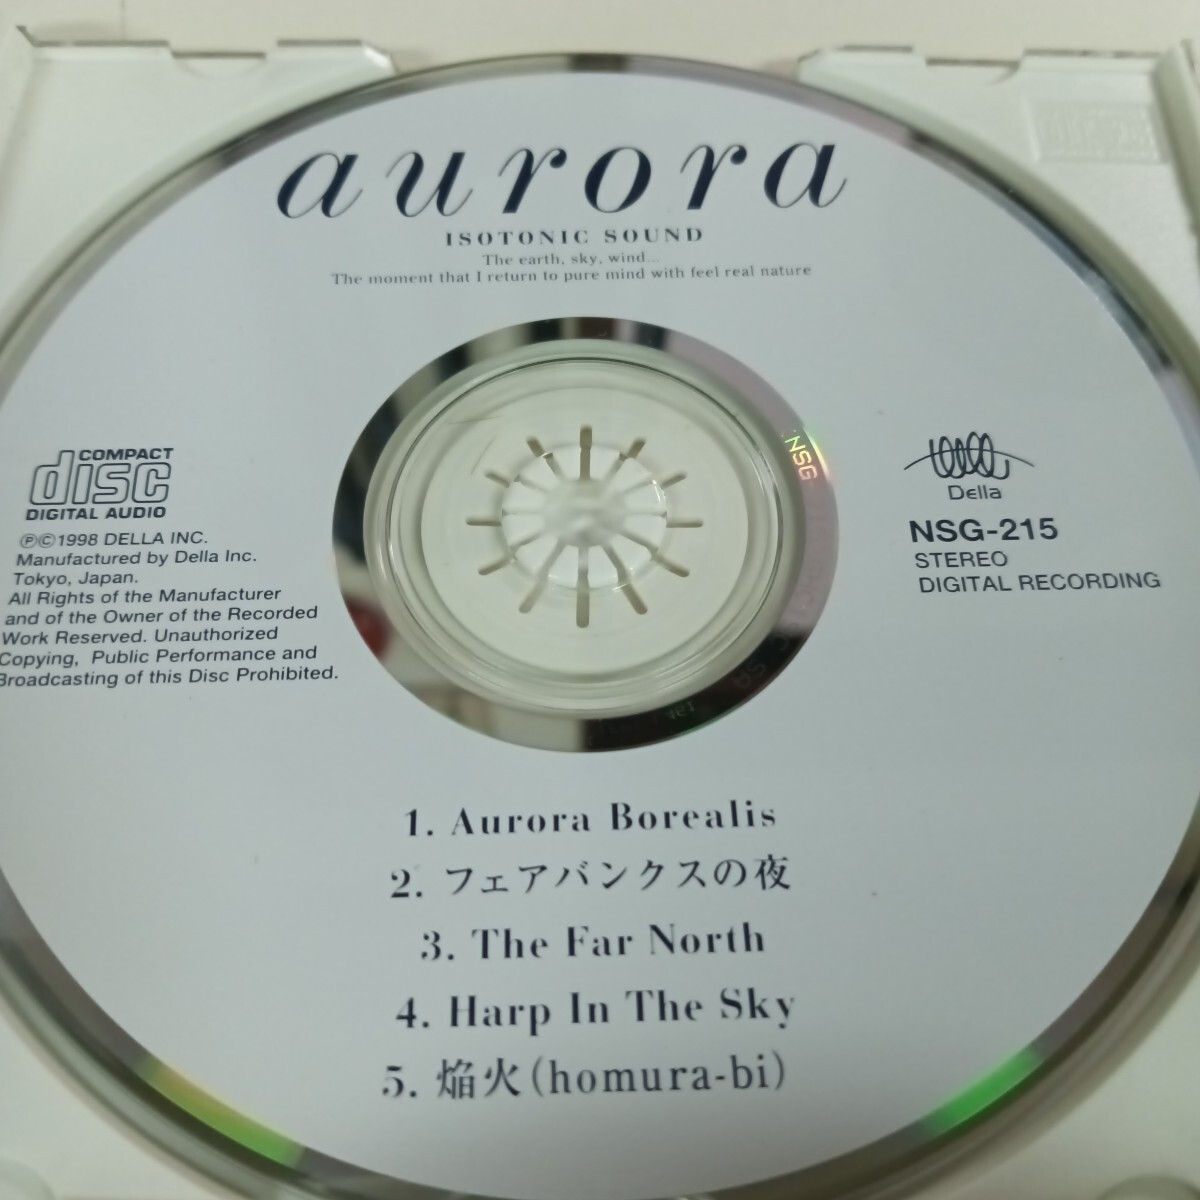 aurora
ISOTONIC SOUND
The earth, sky, wind...
The moment that I return to pure mind with feel real nature
COMPACT
disc
DIGITAL AUDIO
Ⓟ©1998 DELLA INC.
Manufactured by Della Inc.
Tokyo, Japan.
All Rights of the Manufacturer
and of the Owner of the Recorded
Work Reserved. Unauthorized
Copying, Public Performance and
Broadcasting of this Disc Prohibited.
NSG
Della
NSG-215
STEREO
DIGITAL RECORDING
1. Aurora Borealis
2. フェアバンクスの夜
3. The Far North
4. Harp In The Sky
5. 焔火(homura-bi)